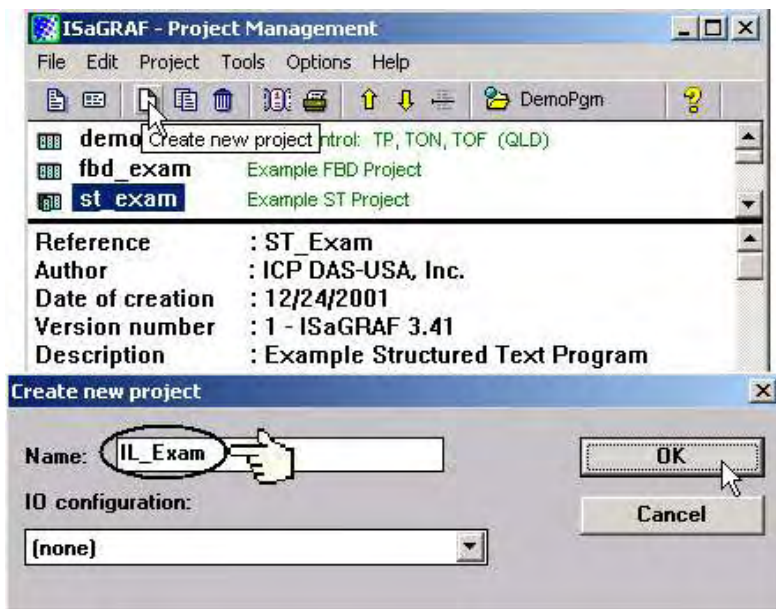 ISaGRAF - Project Management
File Edit Project Tools Options Help
DemoPgm
demo ntrol: TP, TON, TOF (QLD)
Create new project
fbd_exam Example FBD Project
st_exam Example ST Project
Reference : ST_Exam
Author : ICP DAS-USA, Inc.
Date of creation : 12/24/2001
Version number : 1 - ISaGRAF 3.41
Description : Example Structured Text Program
Create new project
Name: IL_Exam
OK
IO configuration:
Cancel
(none)